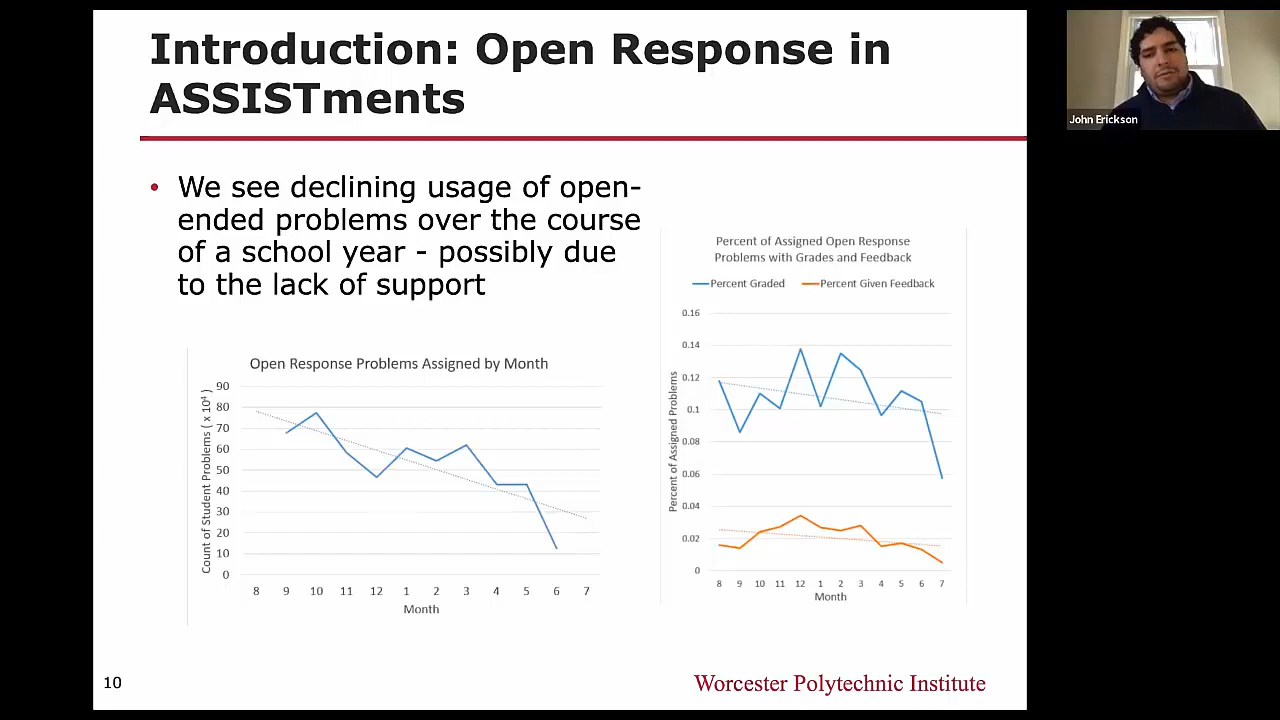 Introduction: Open Response in
ASSISTments
• We see declining usage of open-
ended problems over the course
of a school year - possibly due
to the lack of support
Open Response Problems Assigned by Month
Count of Student Problems ( x 10⁴ )
90
80
70
60
50
40
30
20
10
0
8 9 10 11 12 1 2 3 4 5 6 7
Month
Percent of Assigned Open Response
Problems with Grades and Feedback
Percent Graded Percent Given Feedback
Percent of Assigned Problems
0.16
0.14
0.12
0.1
0.08
0.06
0.04
0.02
0
8 9 10 11 12 1 2 3 4 5 6 7
Month
10
Worcester Polytechnic Institute
John Erickson